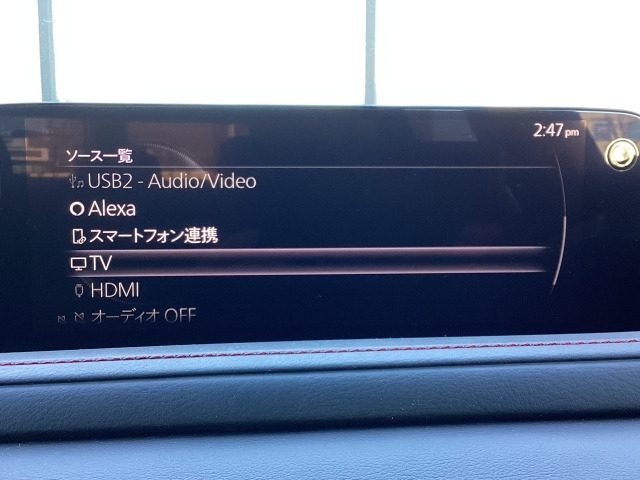 2:47pm
ソース一覧
USB2 - Audio/Video
Alexa
スマートフォン連携
TV
HDMI
オーディオ OFF